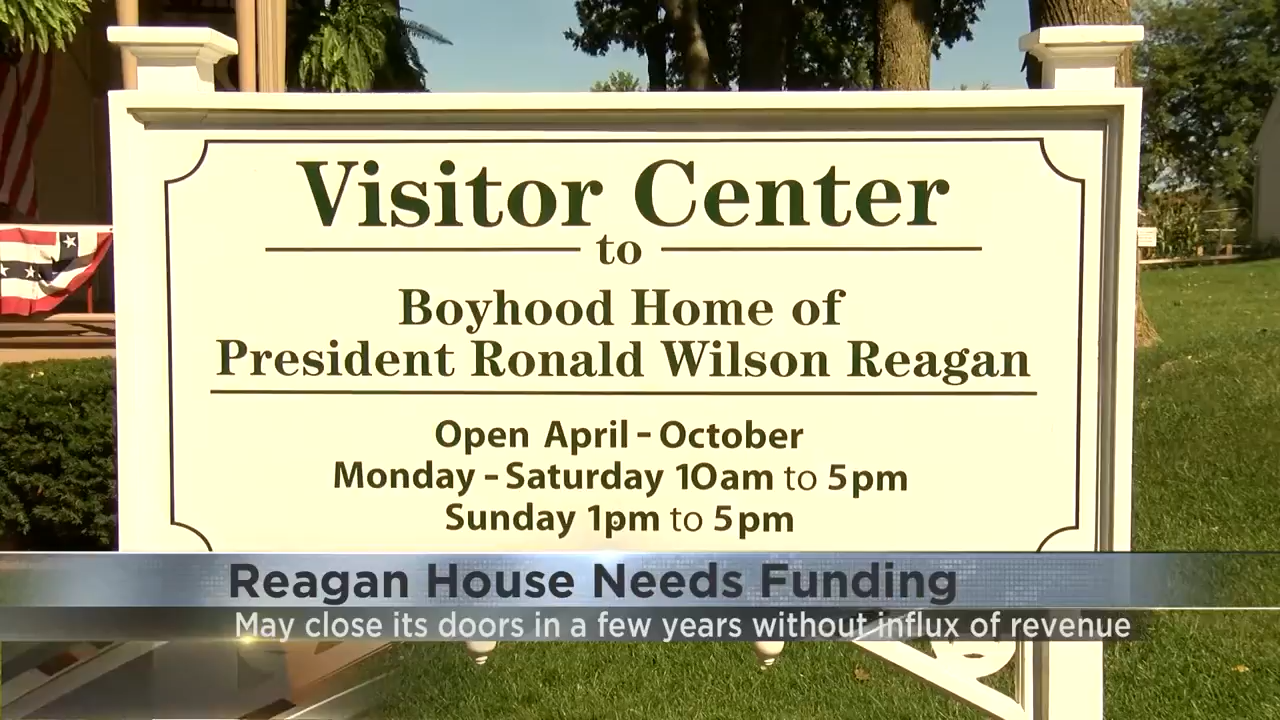 Visitor Center
to
Boyhood Home of
President Ronald Wilson Reagan
Open April - October
Monday - Saturday 10am to 5pm
Sunday 1pm to 5pm
Reagan House Needs Funding
May close its doors in a few years without influx of revenue